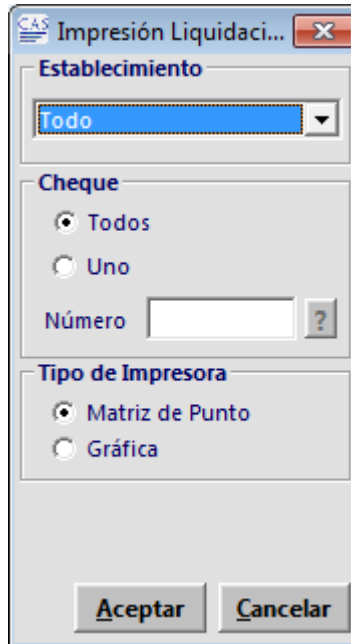 CAS
Impresión Liquidaci...
Establecimiento
Todo
Cheque
Todos
Uno
Número
?
Tipo de Impresora
Matriz de Punto
Gráfica
Aceptar Cancelar